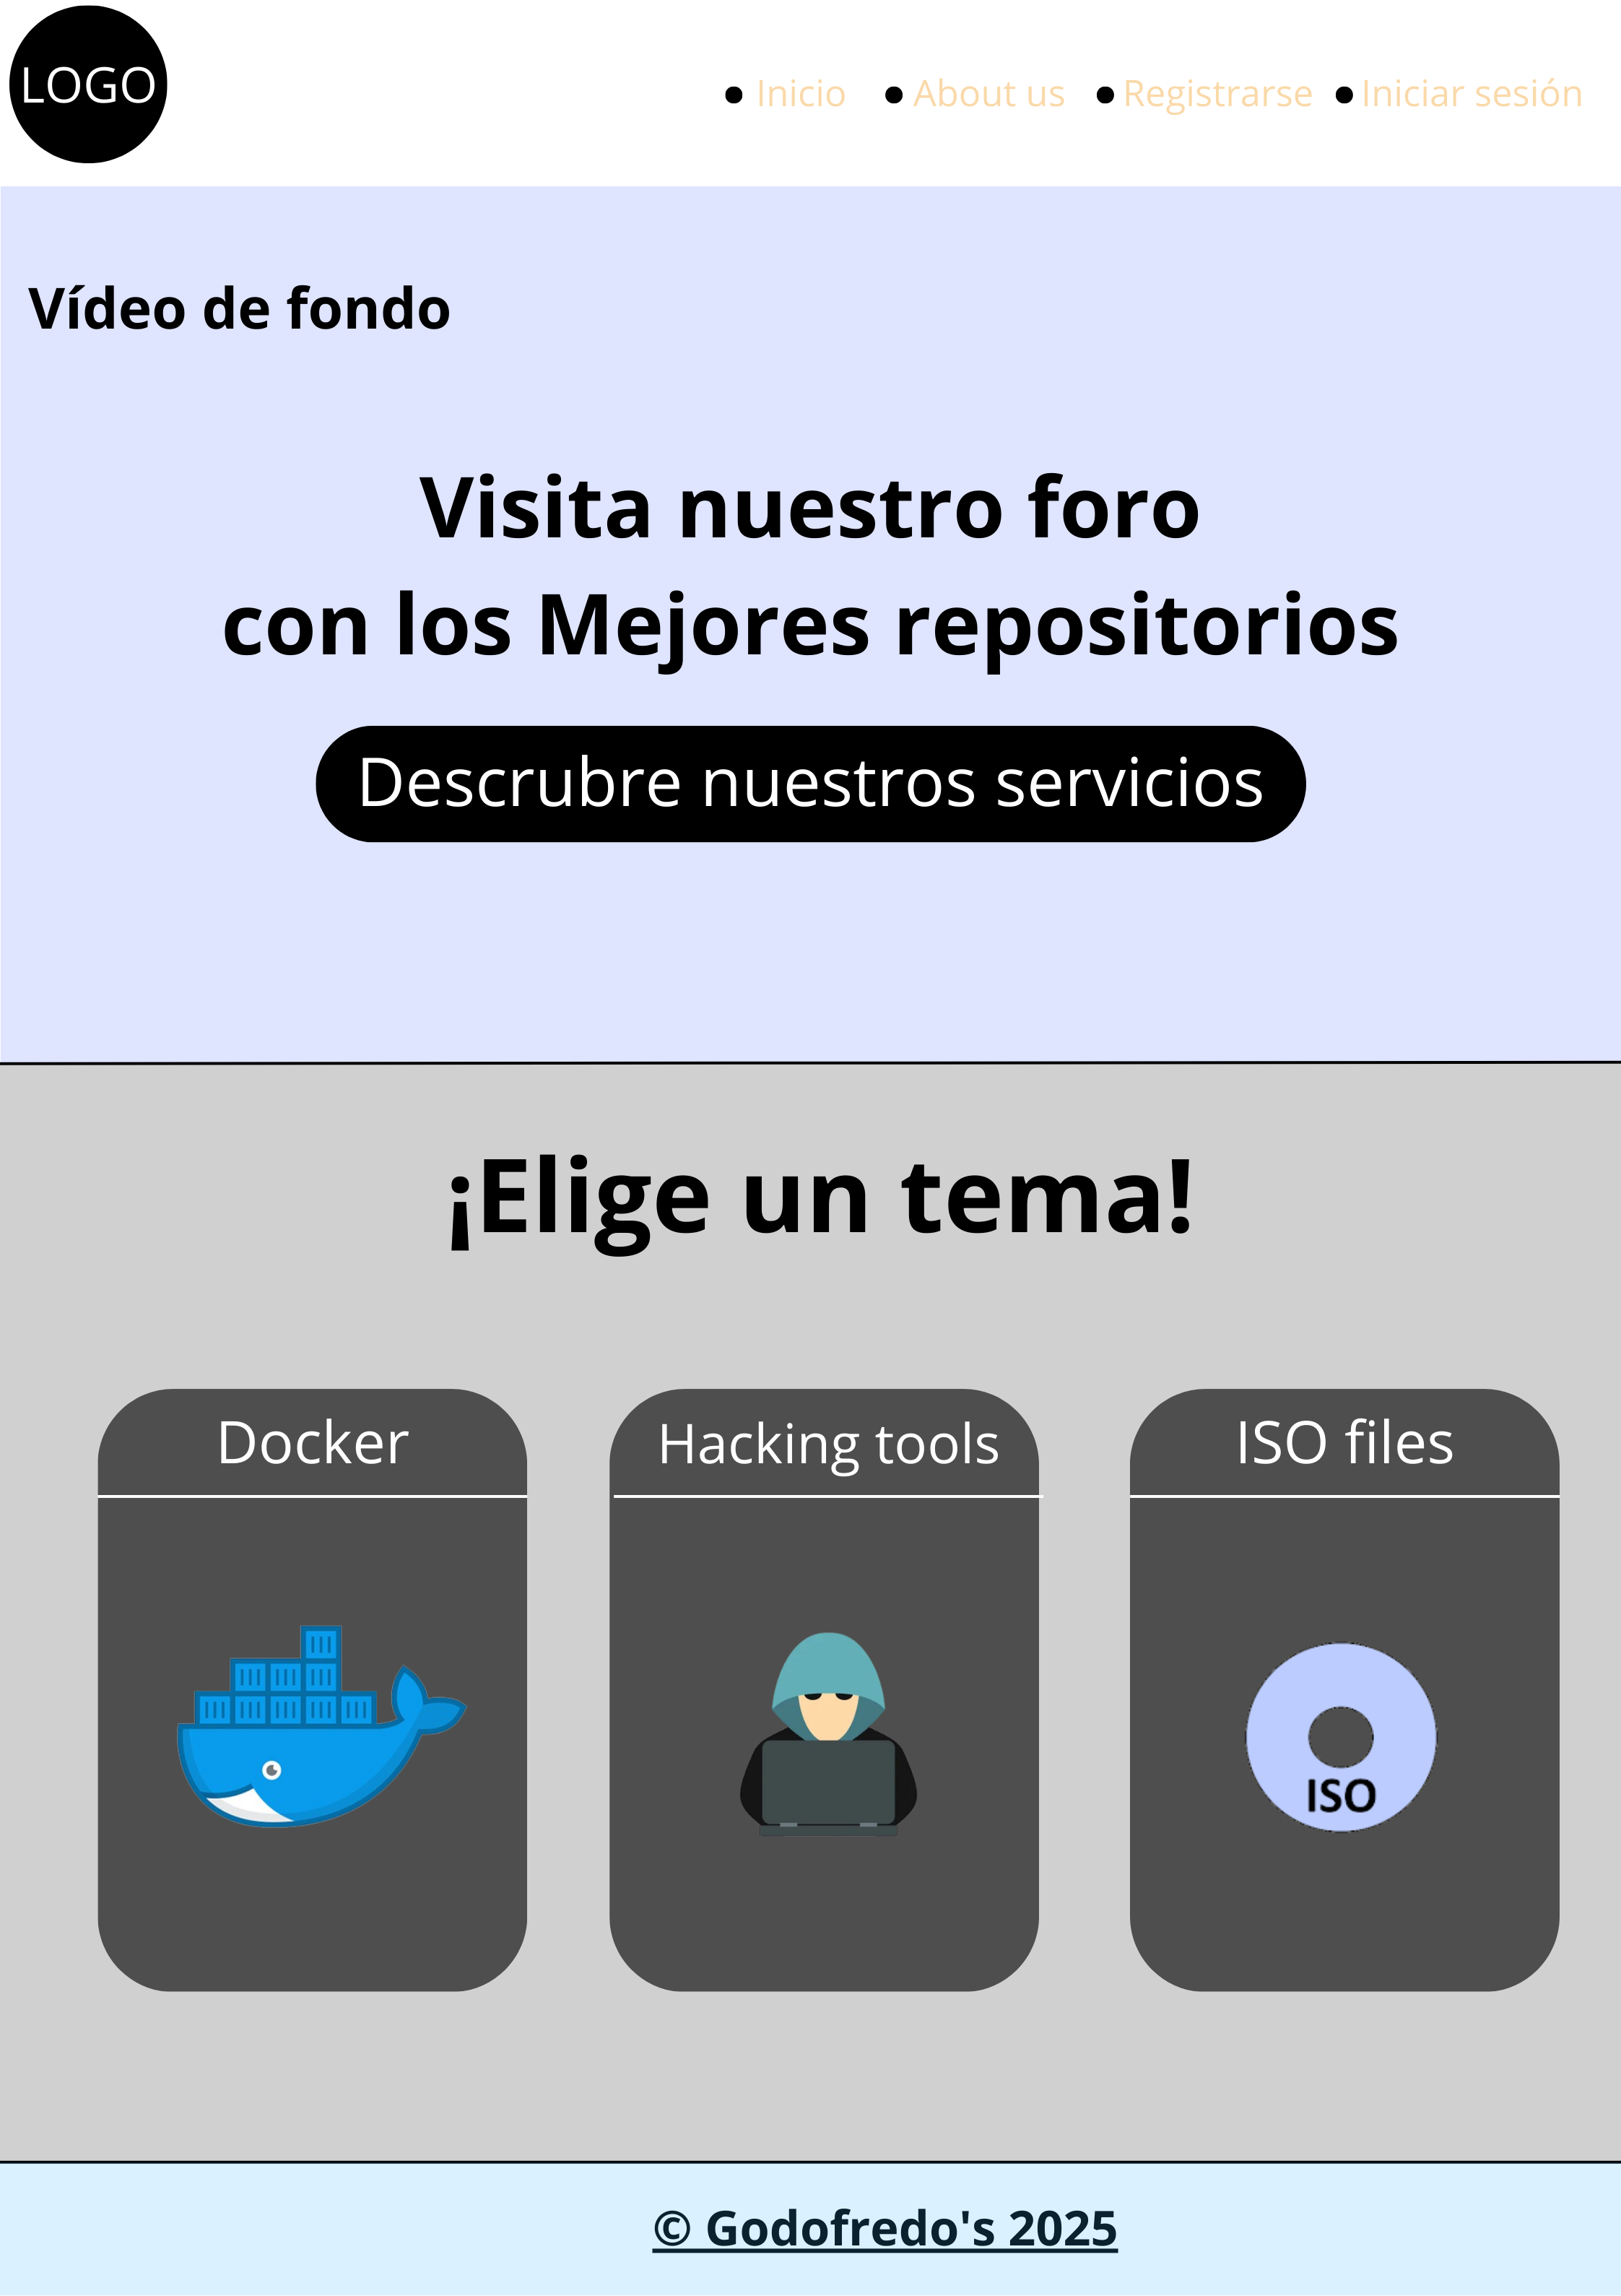 LOGO
• Inicio • About us • Registrarse • Iniciar sesión
Vídeo de fondo
Visita nuestro foro
con los Mejores repositorios
Descrubre nuestros servicios
¡Elige un tema!
Docker
Hacking tools
ISO files
ISO
© Godofredo's 2025